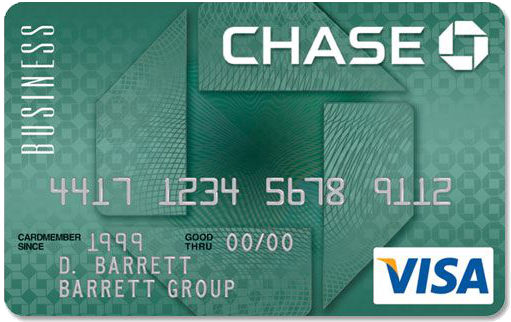 BUSINESS
CHASE
4417 1234 5678 9112
CARDMEMBER SINCE 1999 GOOD THRU 00/00
D. BARRETT
BARRETT GROUP
VISA